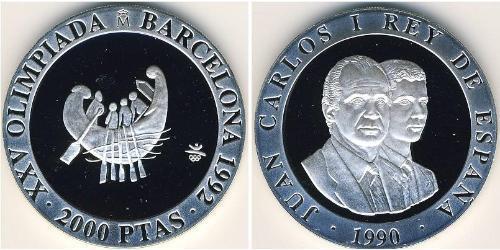 XXV OLIMPIADA M BARCELONA 1992
· 2000 PTAS ·
JUAN CARLOS I REY DE ESPAÑA
· 1990 ·